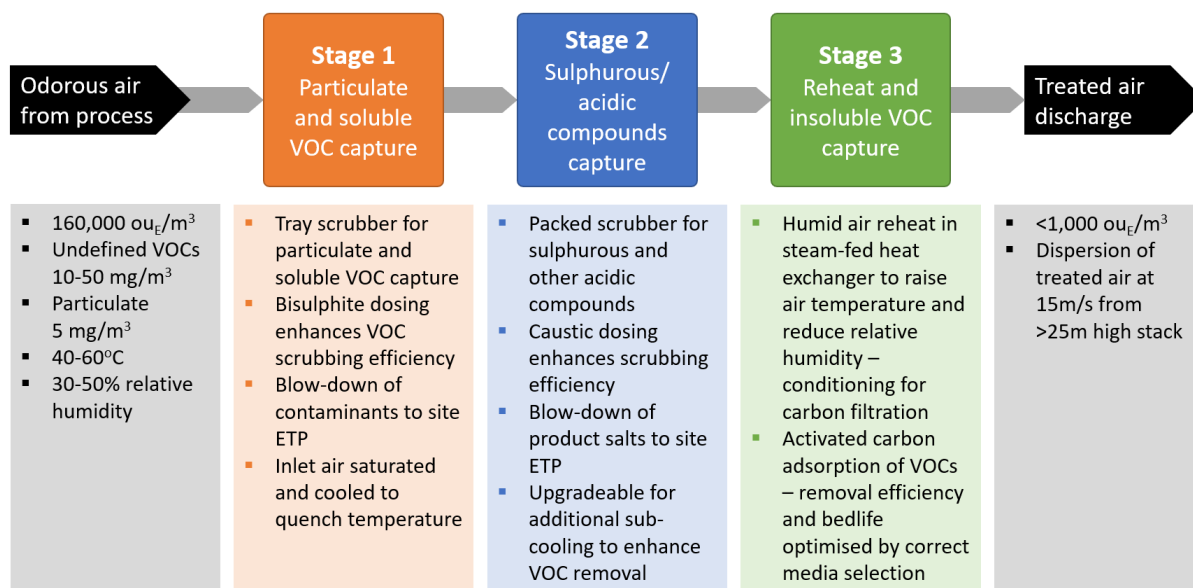 Odorous air
from process
Stage 1
Particulate
and soluble
VOC capture
Stage 2
Sulphurous/
acidic
compounds
capture
Stage 3
Reheat and
insoluble VOC
capture
Treated air
discharge
▪ 160,000 ouE/m³
▪ Undefined VOCs
10-50 mg/m³
▪ Particulate
5 mg/m³
▪ 40-60°C
▪ 30-50% relative
humidity
▪ Tray scrubber for
particulate and
soluble VOC capture
▪ Bisulphite dosing
enhances VOC
scrubbing efficiency
▪ Blow-down of
contaminants to site
ETP
▪ Inlet air saturated
and cooled to
quench temperature
▪ Packed scrubber for
sulphurous and
other acidic
compounds
▪ Caustic dosing
enhances scrubbing
efficiency
▪ Blow-down of
product salts to site
ETP
▪ Upgradeable for
additional sub-
cooling to enhance
VOC removal
▪ Humid air reheat in
steam-fed heat
exchanger to raise
air temperature and
reduce relative
humidity –
conditioning for
carbon filtration
▪ Activated carbon
adsorption of VOCs
– removal efficiency
and bedlife
optimised by correct
media selection
▪ <1,000 ouE/m³
▪ Dispersion of
treated air at
15m/s from
>25m high stack